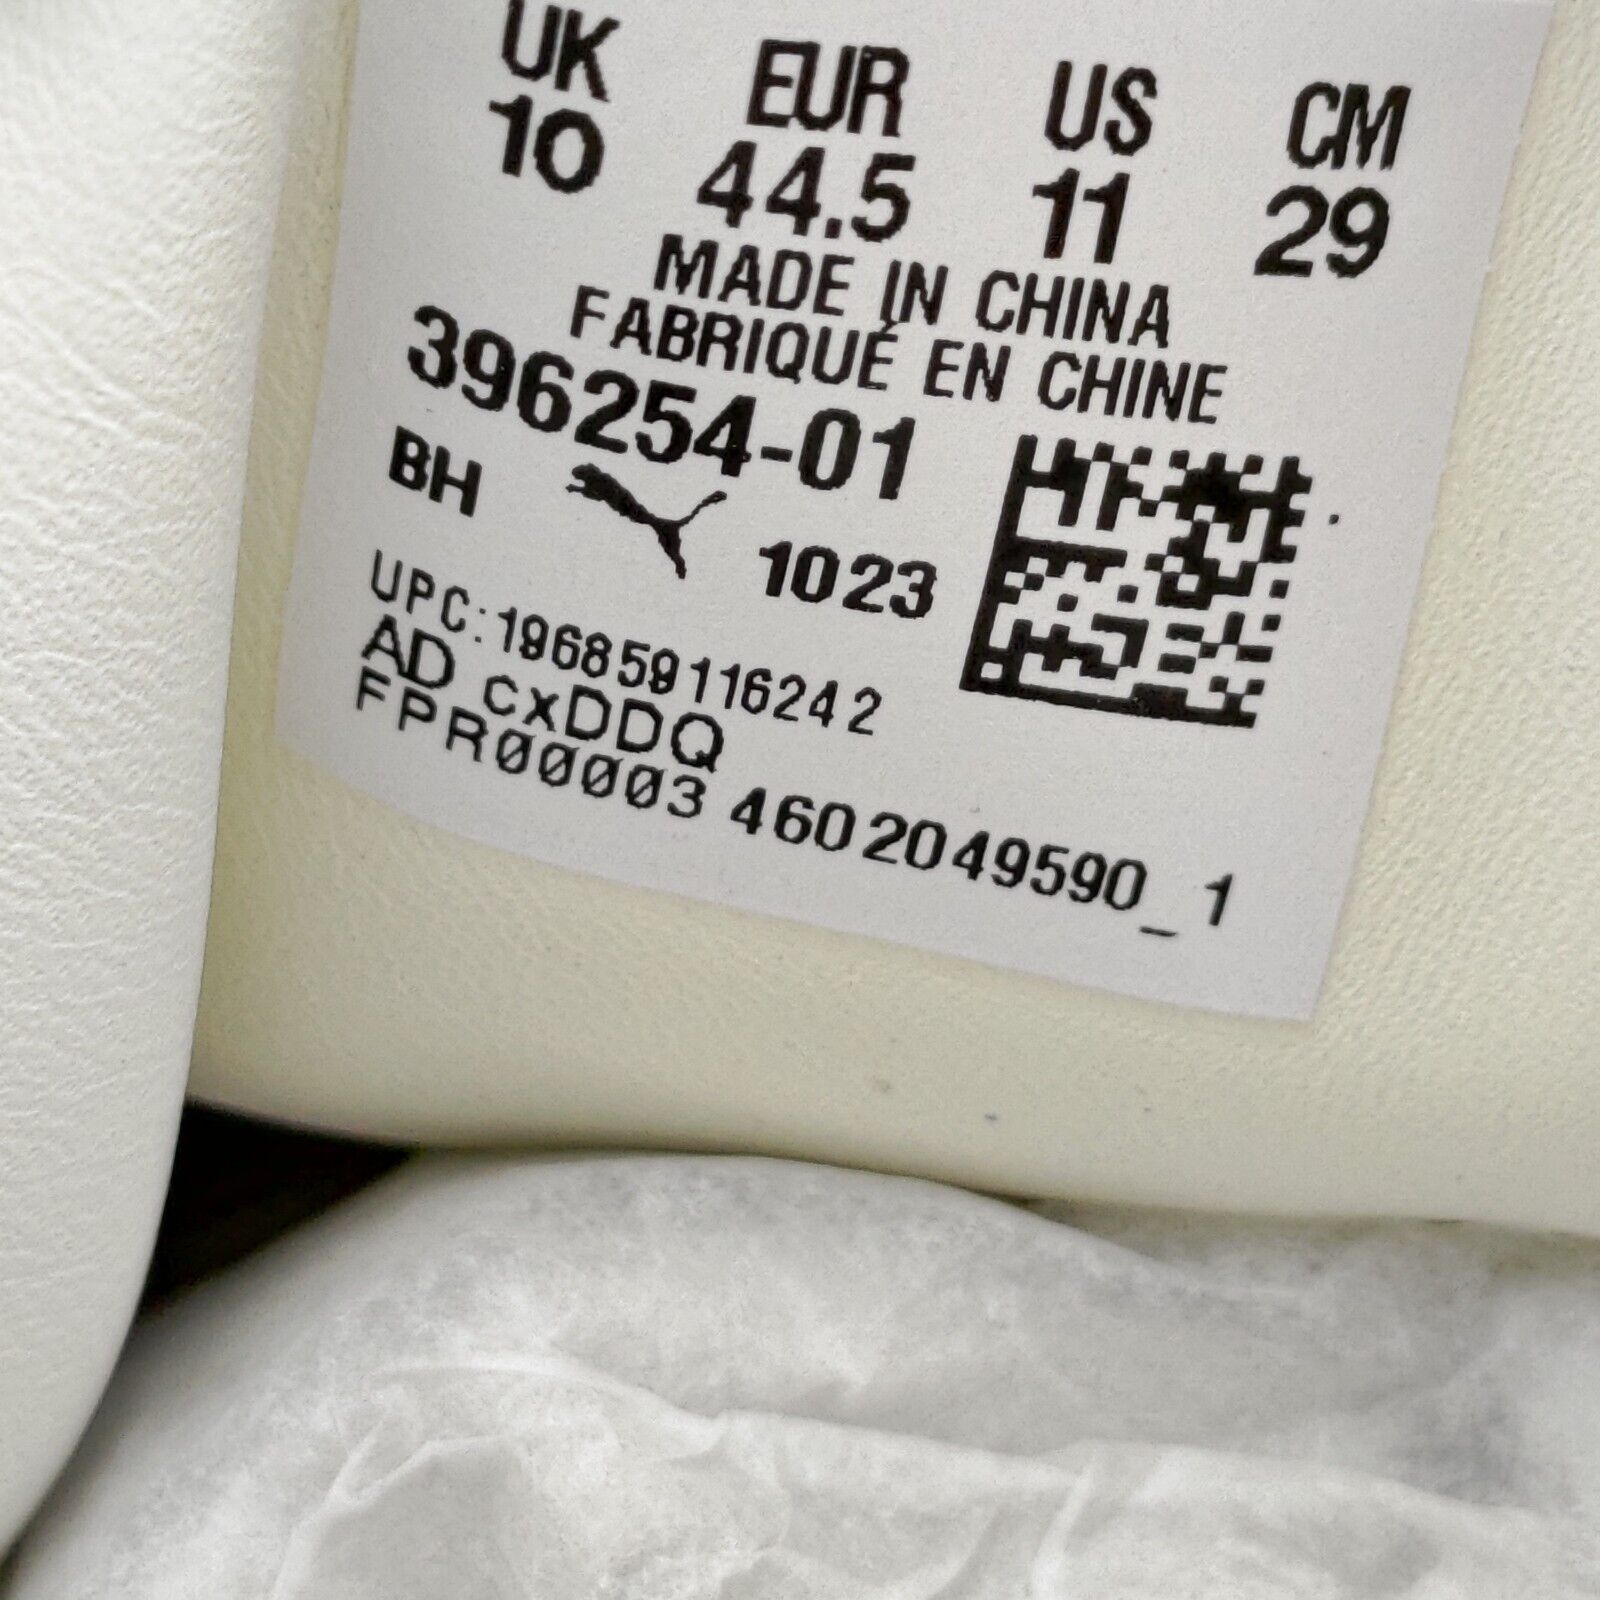 UK EUR US CM
10 44.5 11 29
MADE IN CHINA
FABRIQUÉ EN CHINE
396254-01
BH 1023
UPC:196859116242
AD cxDDQ
FPR00003 4602049590_1